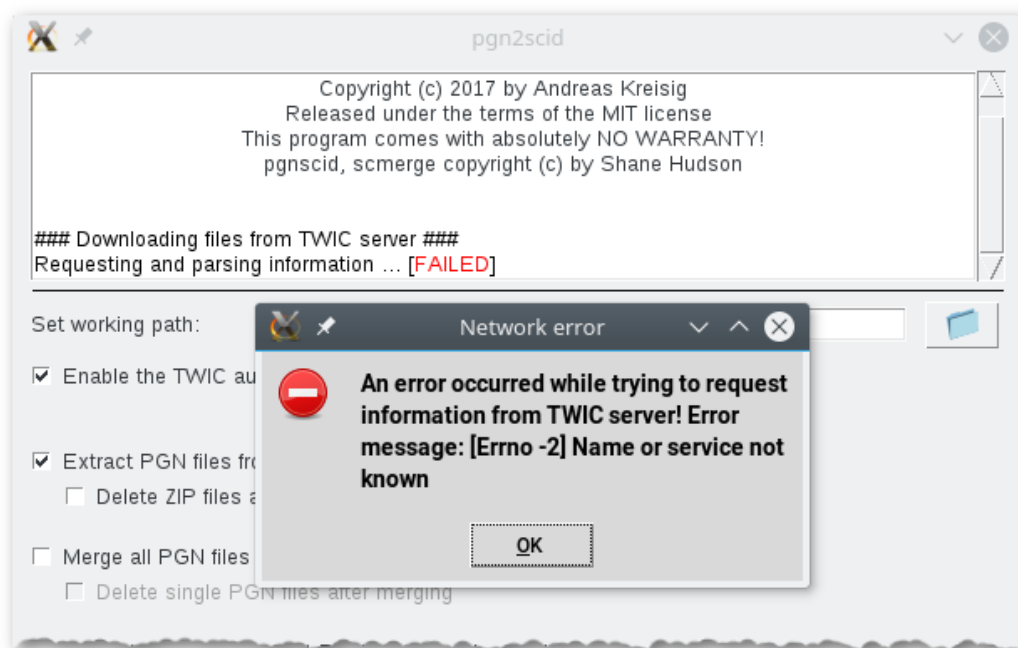 pgn2scid
Copyright (c) 2017 by Andreas Kreisig
Released under the terms of the MIT license
This program comes with absolutely NO WARRANTY!
pgnscid, scmerge copyright (c) by Shane Hudson
### Downloading files from TWIC server ###
Requesting and parsing information ... [FAILED]
Set working path:
Network error
Enable the TWIC au
An error occurred while trying to request
information from TWIC server! Error
message: [Errno -2] Name or service not
known
Extract PGN files fro
Delete ZIP files a
OK
Merge all PGN files
Delete single PGN files after merging